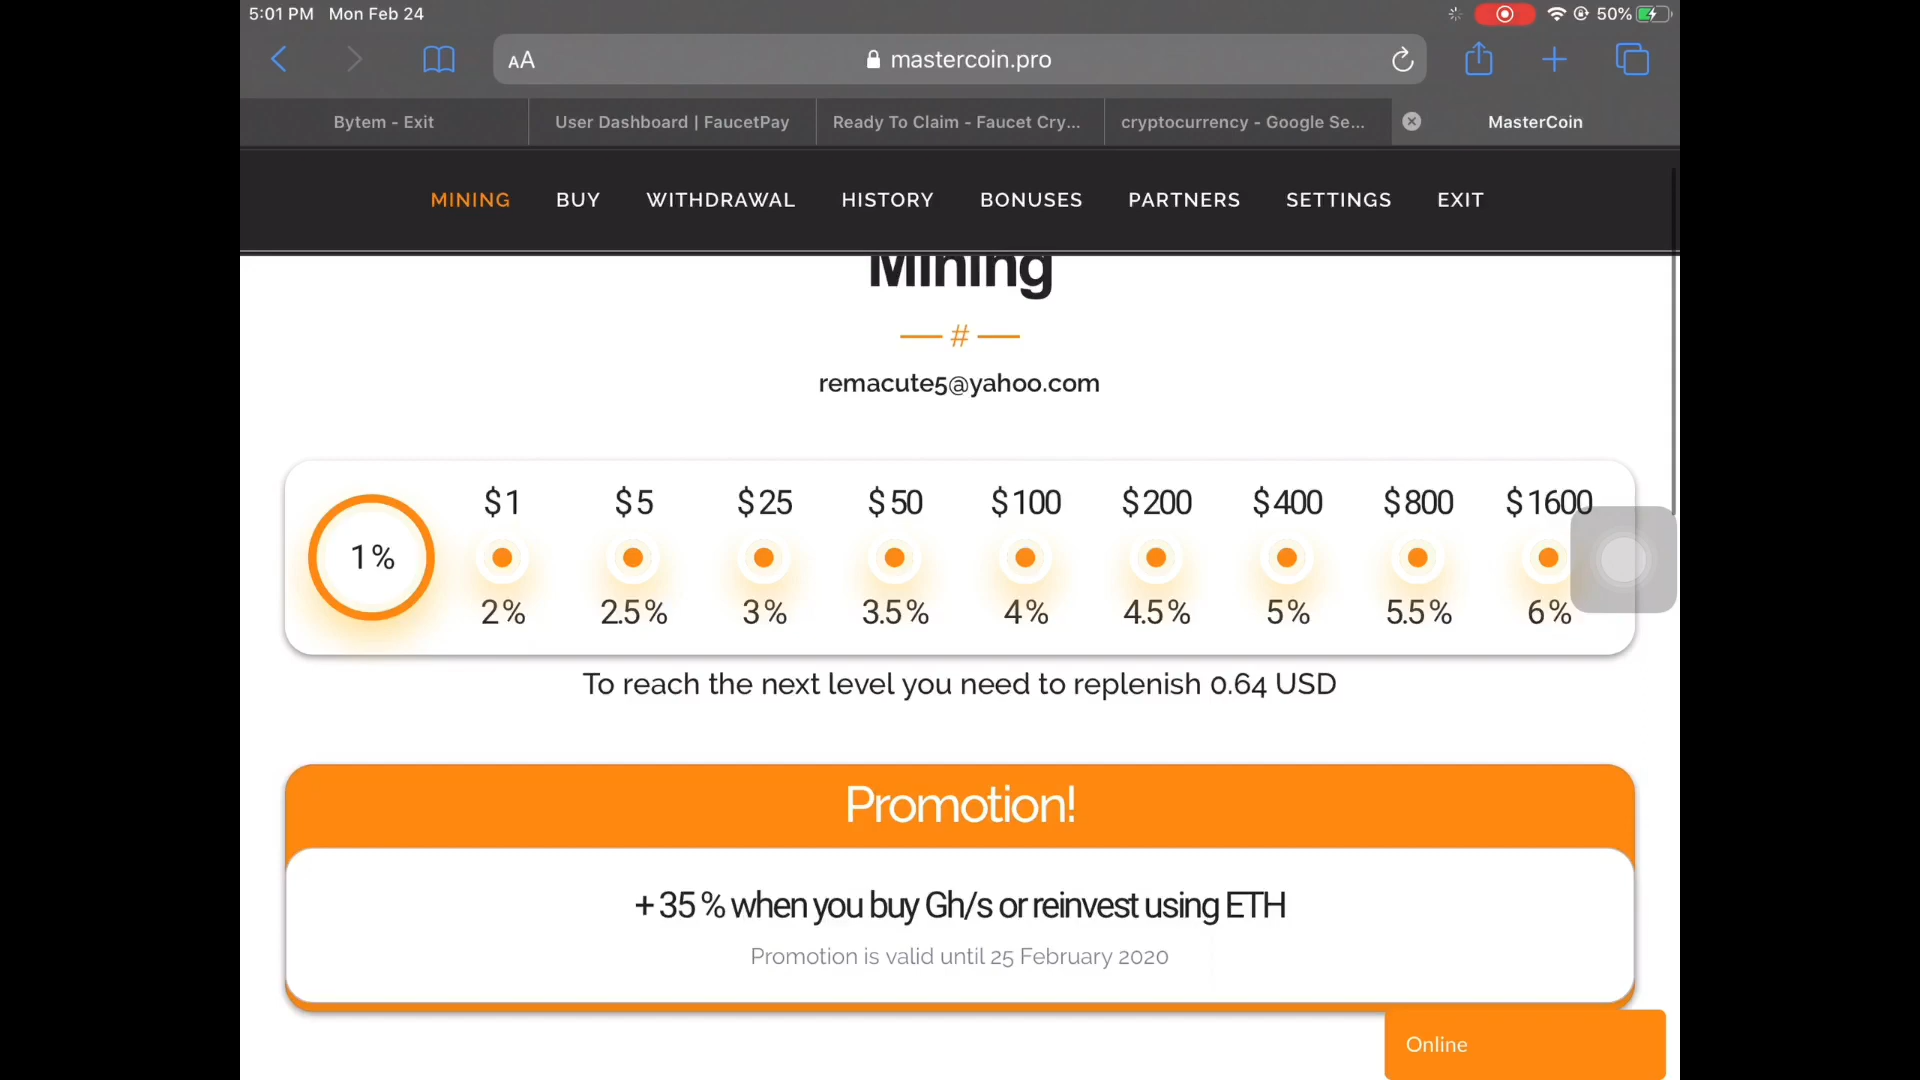 5:01 PM Mon Feb 24 50%
AA mastercoin.pro
Bytem - Exit User Dashboard | FaucetPay Ready To Claim - Faucet Cry... cryptocurrency - Google Se... MasterCoin
MINING BUY WITHDRAWAL HISTORY BONUSES PARTNERS SETTINGS EXIT
Mining
#
remacute5@yahoo.com
$1 $5 $25 $50 $100 $200 $400 $800 $1600
1%
2% 2.5% 3% 3.5% 4% 4.5% 5% 5.5% 6%
To reach the next level you need to replenish 0.64 USD
Promotion!
+ 35 % when you buy Gh/s or reinvest using ETH
Promotion is valid until 25 February 2020
Online